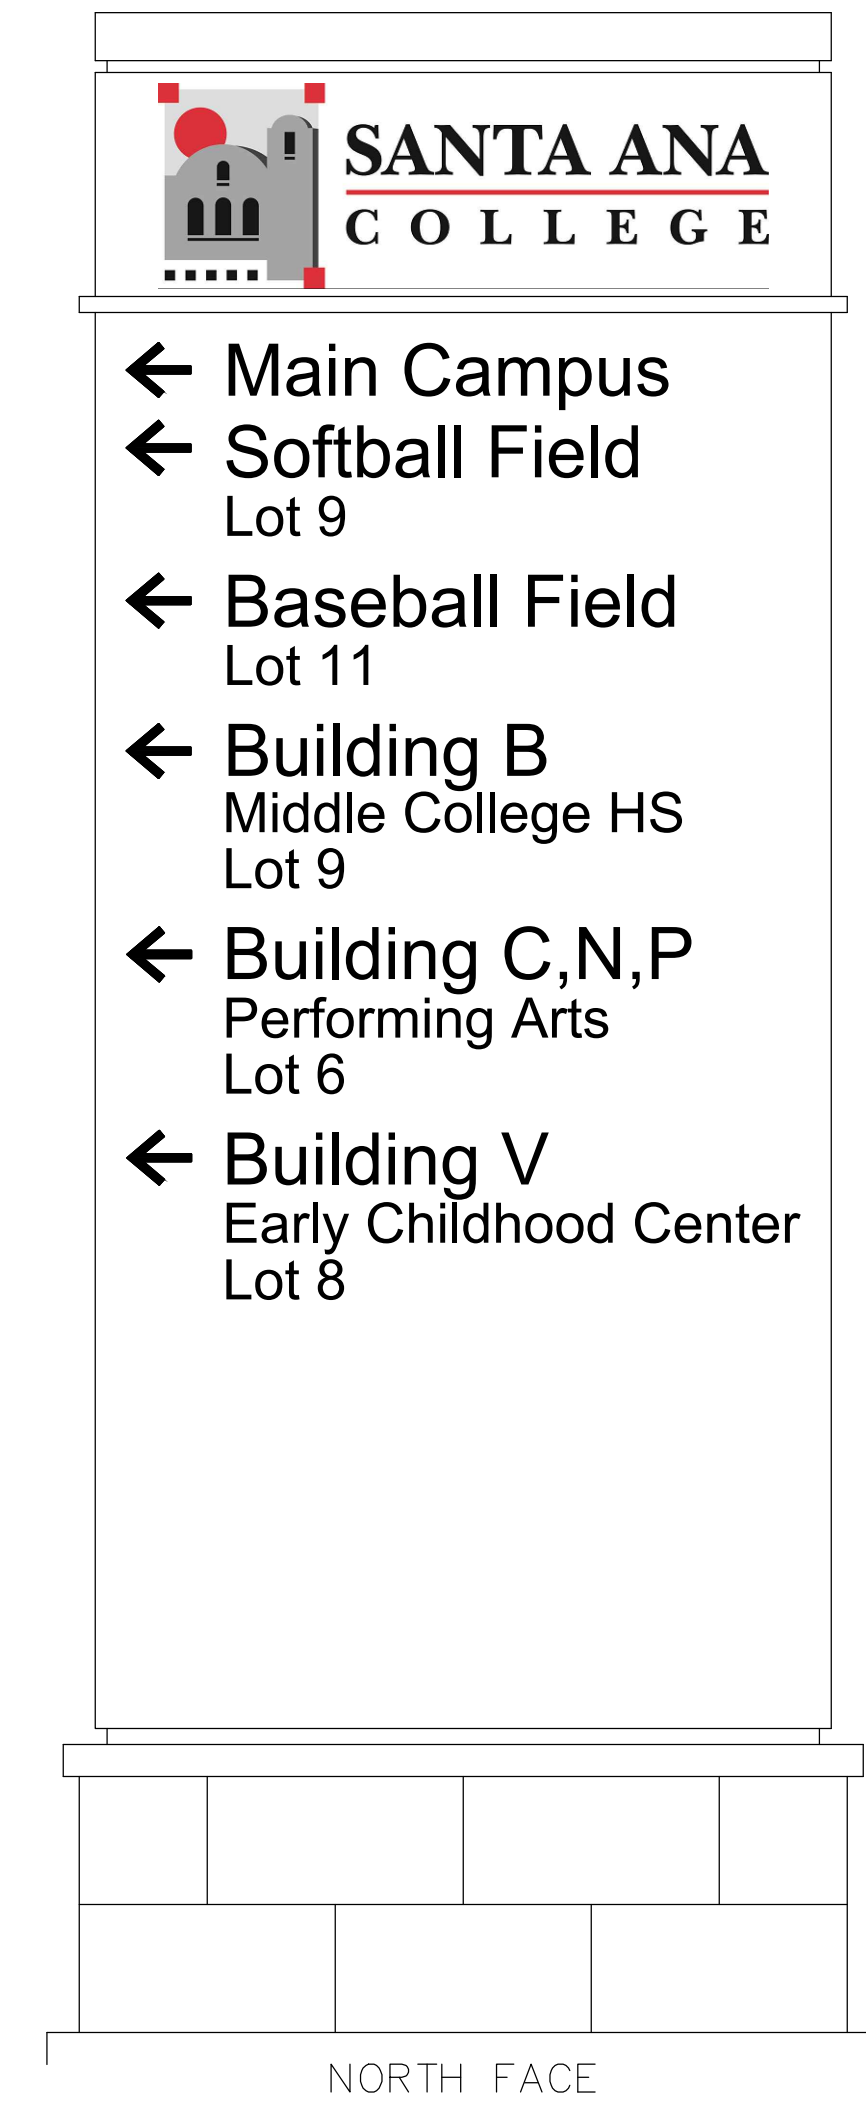 SANTA ANA
COLLEGE
← Main Campus
← Softball Field
Lot 9
← Baseball Field
Lot 11
← Building B
Middle College HS
Lot 9
← Building C,N,P
Performing Arts
Lot 6
← Building V
Early Childhood Center
Lot 8
NORTH FACE